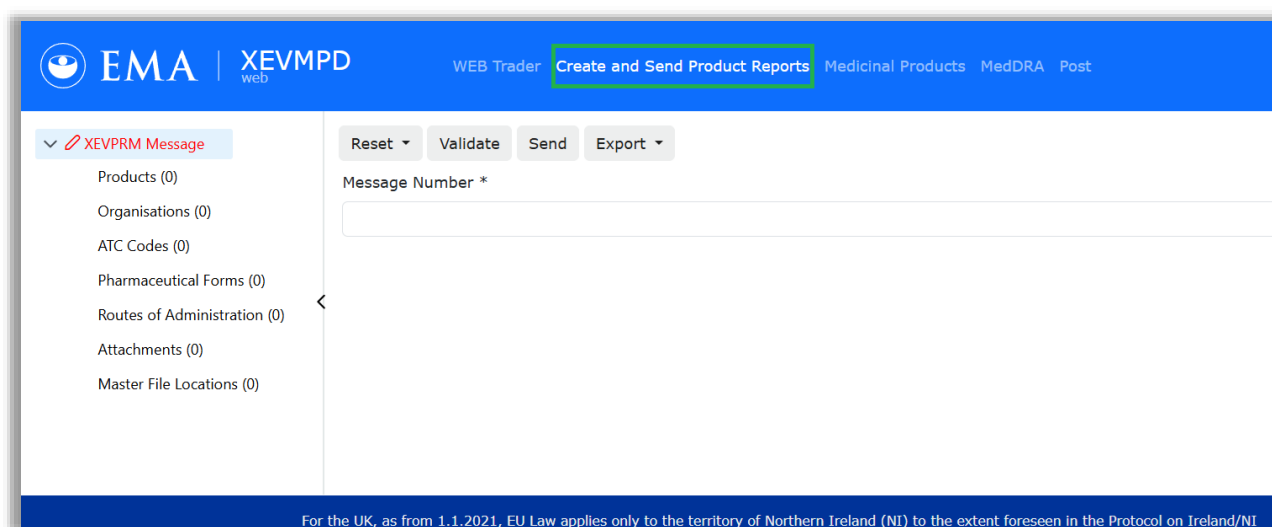 EMA | XEVMPD
web
WEB Trader Create and Send Product Reports Medicinal Products MedDRA Post
XEVPRM Message
Products (0)
Organisations (0)
ATC Codes (0)
Pharmaceutical Forms (0)
Routes of Administration (0)
Attachments (0)
Master File Locations (0)
Reset Validate Send Export
Message Number *
For the UK, as from 1.1.2021, EU Law applies only to the territory of Northern Ireland (NI) to the extent foreseen in the Protocol on Ireland/NI